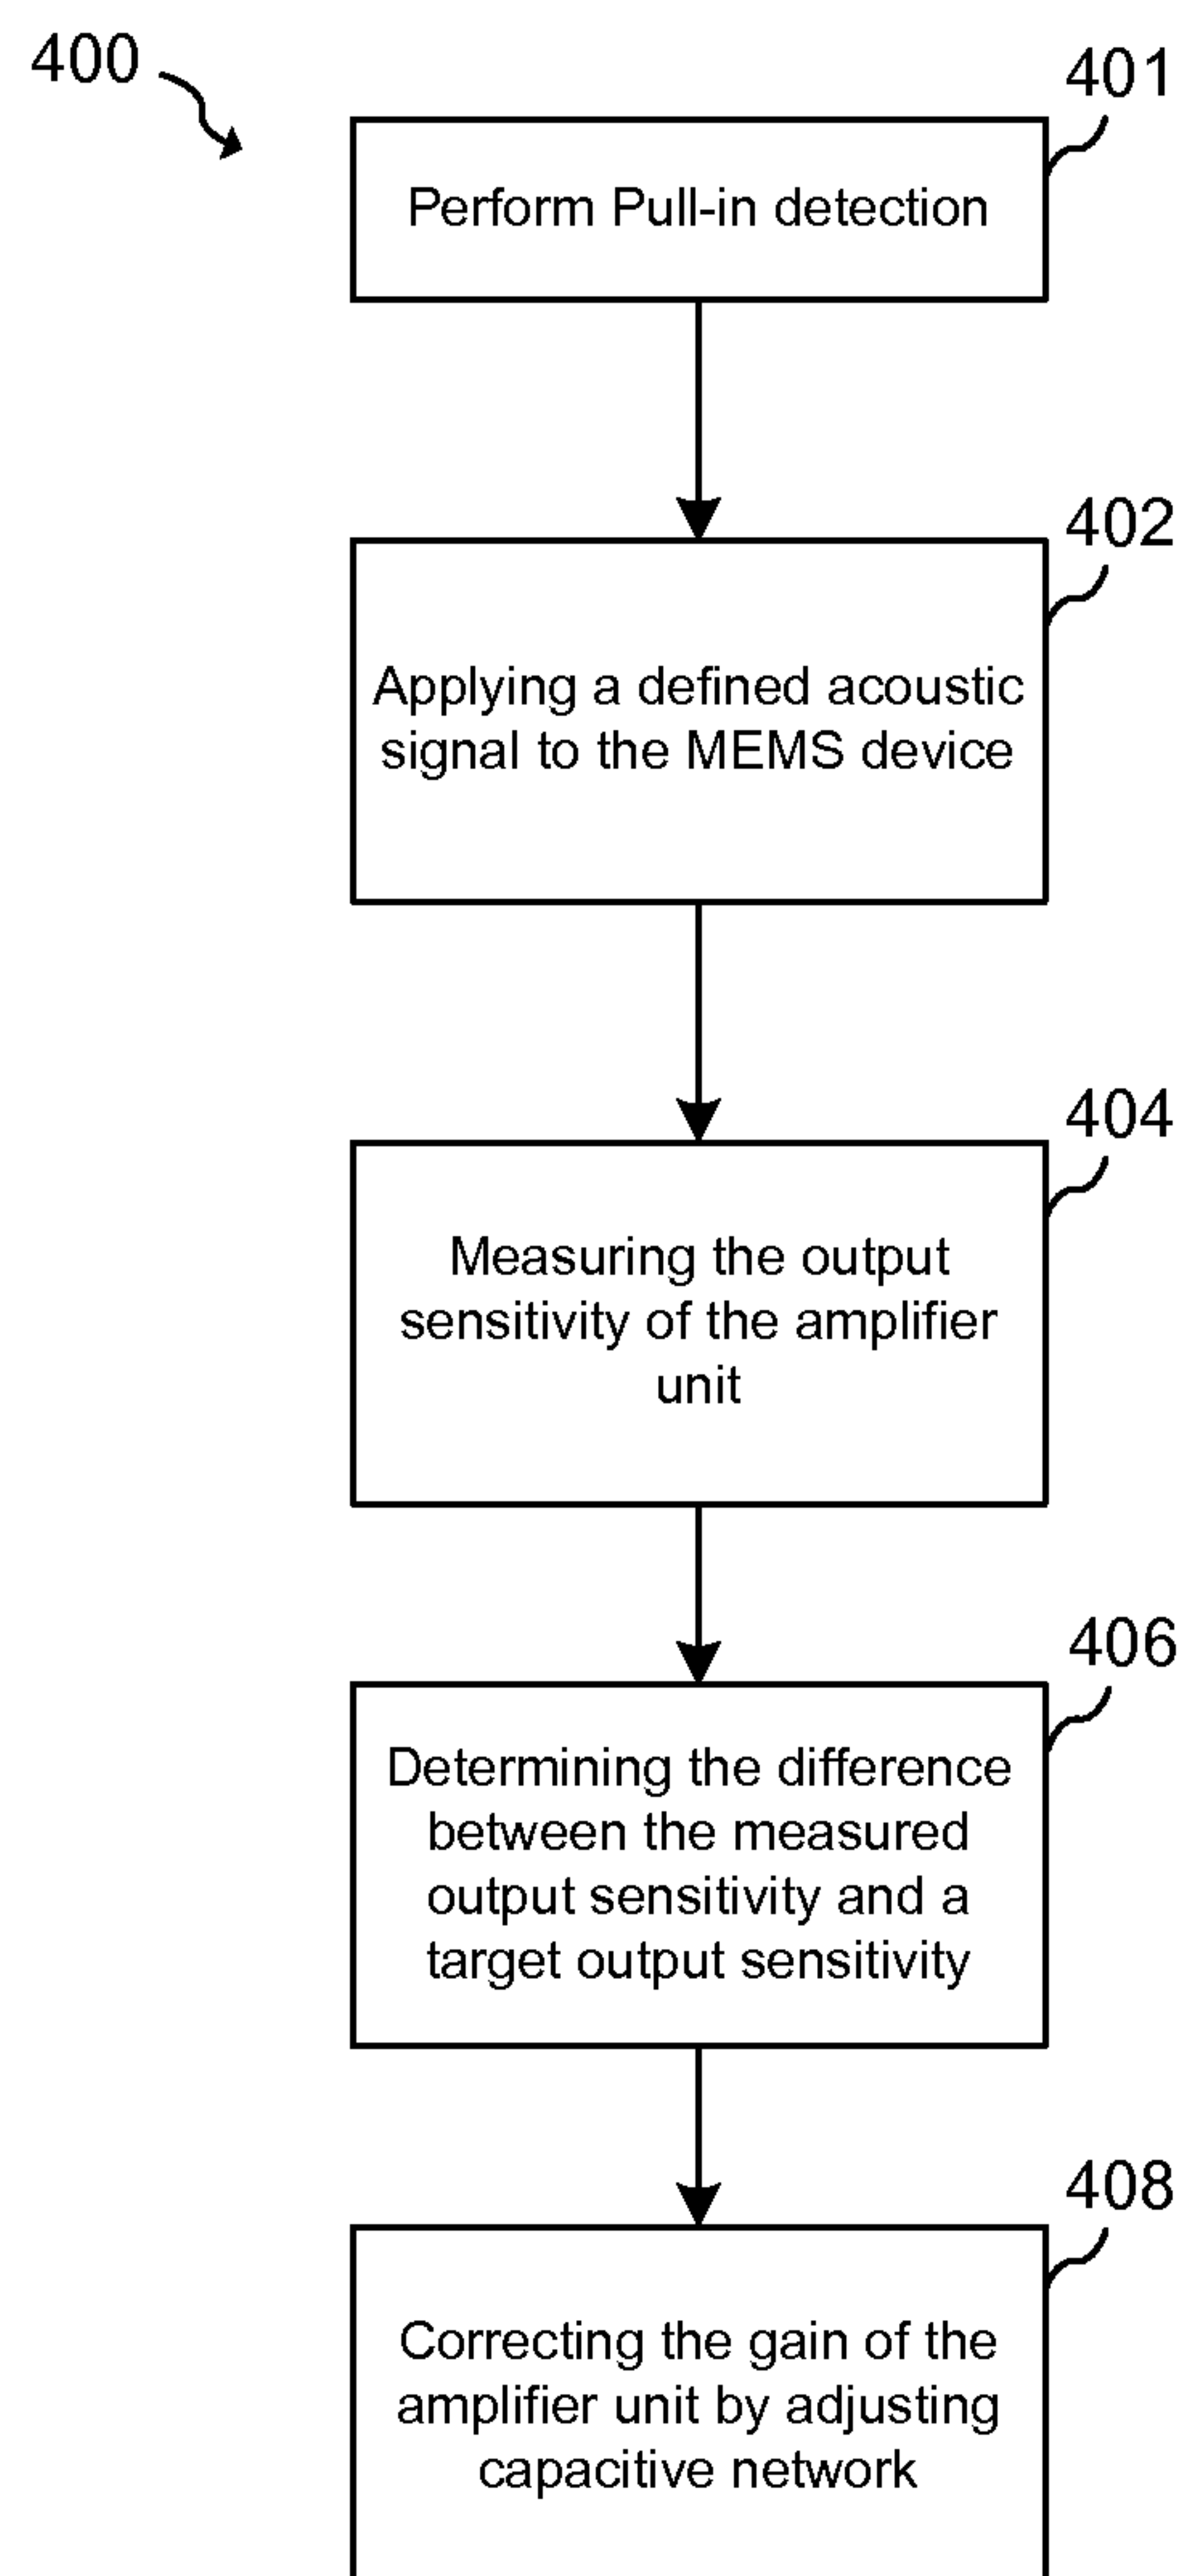 400
401
Perform Pull-in detection
402
Applying a defined acoustic
signal to the MEMS device
404
Measuring the output
sensitivity of the amplifier
unit
406
Determining the difference
between the measured
output sensitivity and a
target output sensitivity
408
Correcting the gain of the
amplifier unit by adjusting
capacitive network